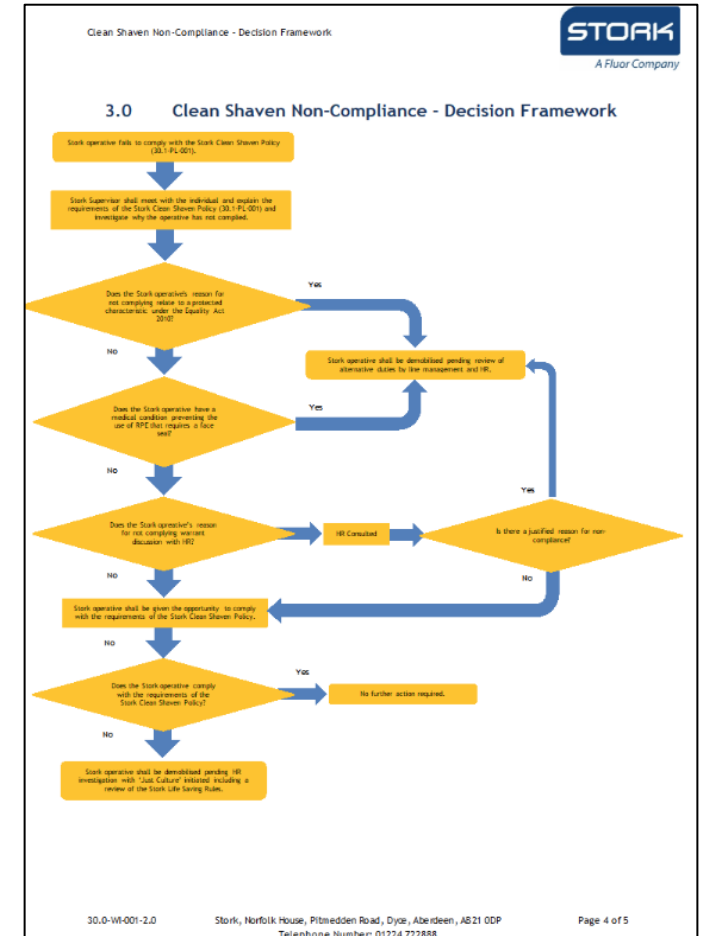 Clean Shaven Non-Compliance - Decision Framework
STORK
A Fluor Company
3.0 Clean Shaven Non-Compliance - Decision Framework
Stork operative fails to comply with the Stork Clean Shaven Policy
(30.1-PL-001).
Stork Supervisor shall meet with the individual and explain the
requirements of the Stork Clean Shaven Policy (30.1-PL-001) and
investigate why the operative has not complied.
Does the Stork operative's reason for
not complying relate to a protected
characteristic under the Equality Act
2010?
Yes
No
Stork operative shall be demobilised pending review of
alternative duties by line management and HR.
Does the Stork operative have a
medical condition preventing the
use of RPE that requires a face
seal?
Yes
No
Does the Stork opreative's reason
for not complying warrant
discussion with HR?
HR Consulted
Yes
Is there a justified reason for non-
compliance?
No
No
Stork operative shall be given the opportunity to comply
with the requirements of the Stork Clean Shaven Policy.
No
Does the Stork operative comply
with the requirements of the
Stork Clean Shaven Policy?
Yes
No further action required.
No
Stork operative shall be demobilised pending HR
investigation with 'Just Culture' initiated including a
review of the Stork Life Saving Rules.
30.0-WI-001-2.0 Stork, Norfolk House, Pitmedden Road, Dyce, Aberdeen, AB21 0DP Page 4 of 5
Telephone Number: 01224 722888